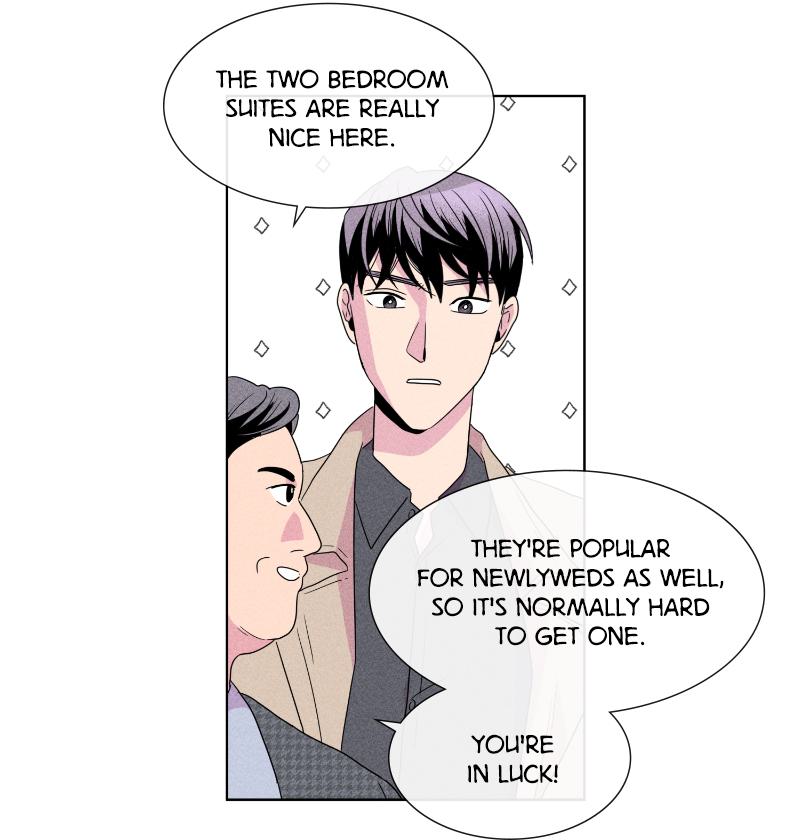 THE TWO BEDROOM
SUITES ARE REALLY
NICE HERE.
THEY'RE POPULAR
FOR NEWLYWEDS AS WELL,
SO IT'S NORMALLY HARD
TO GET ONE.
YOU'RE
IN LUCK!